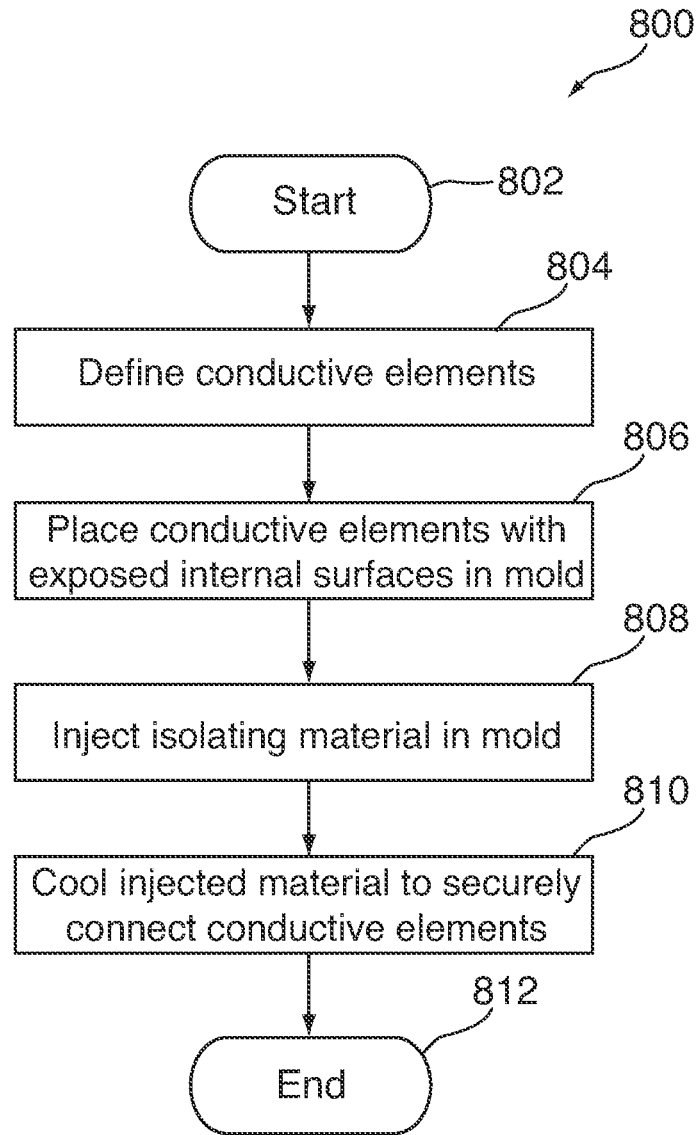 800
Start
802
804
Define conductive elements
806
Place conductive elements with
exposed internal surfaces in mold
808
Inject isolating material in mold
810
Cool injected material to securely
connect conductive elements
812
End